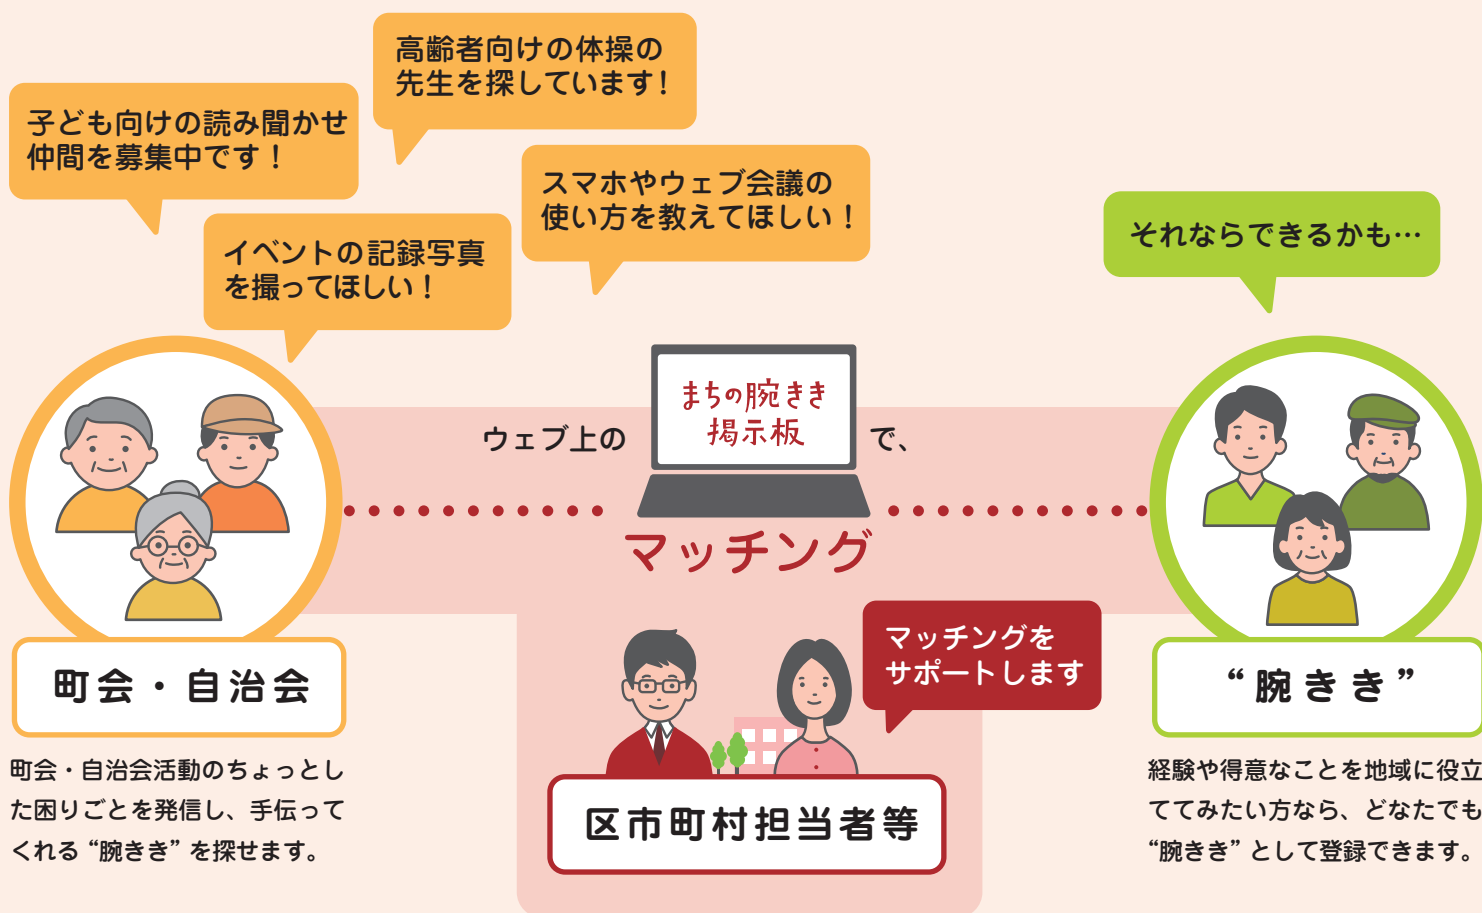 高齢者向けの体操の
先生を探しています！
子ども向けの読み聞かせ
仲間を募集中です！
スマホやウェブ会議の
使い方を教えてほしい！
イベントの記録写真
を撮ってほしい！
それならできるかも…
ウェブ上の
まちの腕きき
掲示板
で、
マッチング
マッチングを
サポートします
町会・自治会
町会・自治会活動のちょっとし
た困りごとを発信し、手伝って
くれる“腕きき”を探せます。
区市町村担当者等
“腕きき”
経験や得意なことを地域に役立
ててみたい方なら、どなたでも
“腕きき”として登録できます。